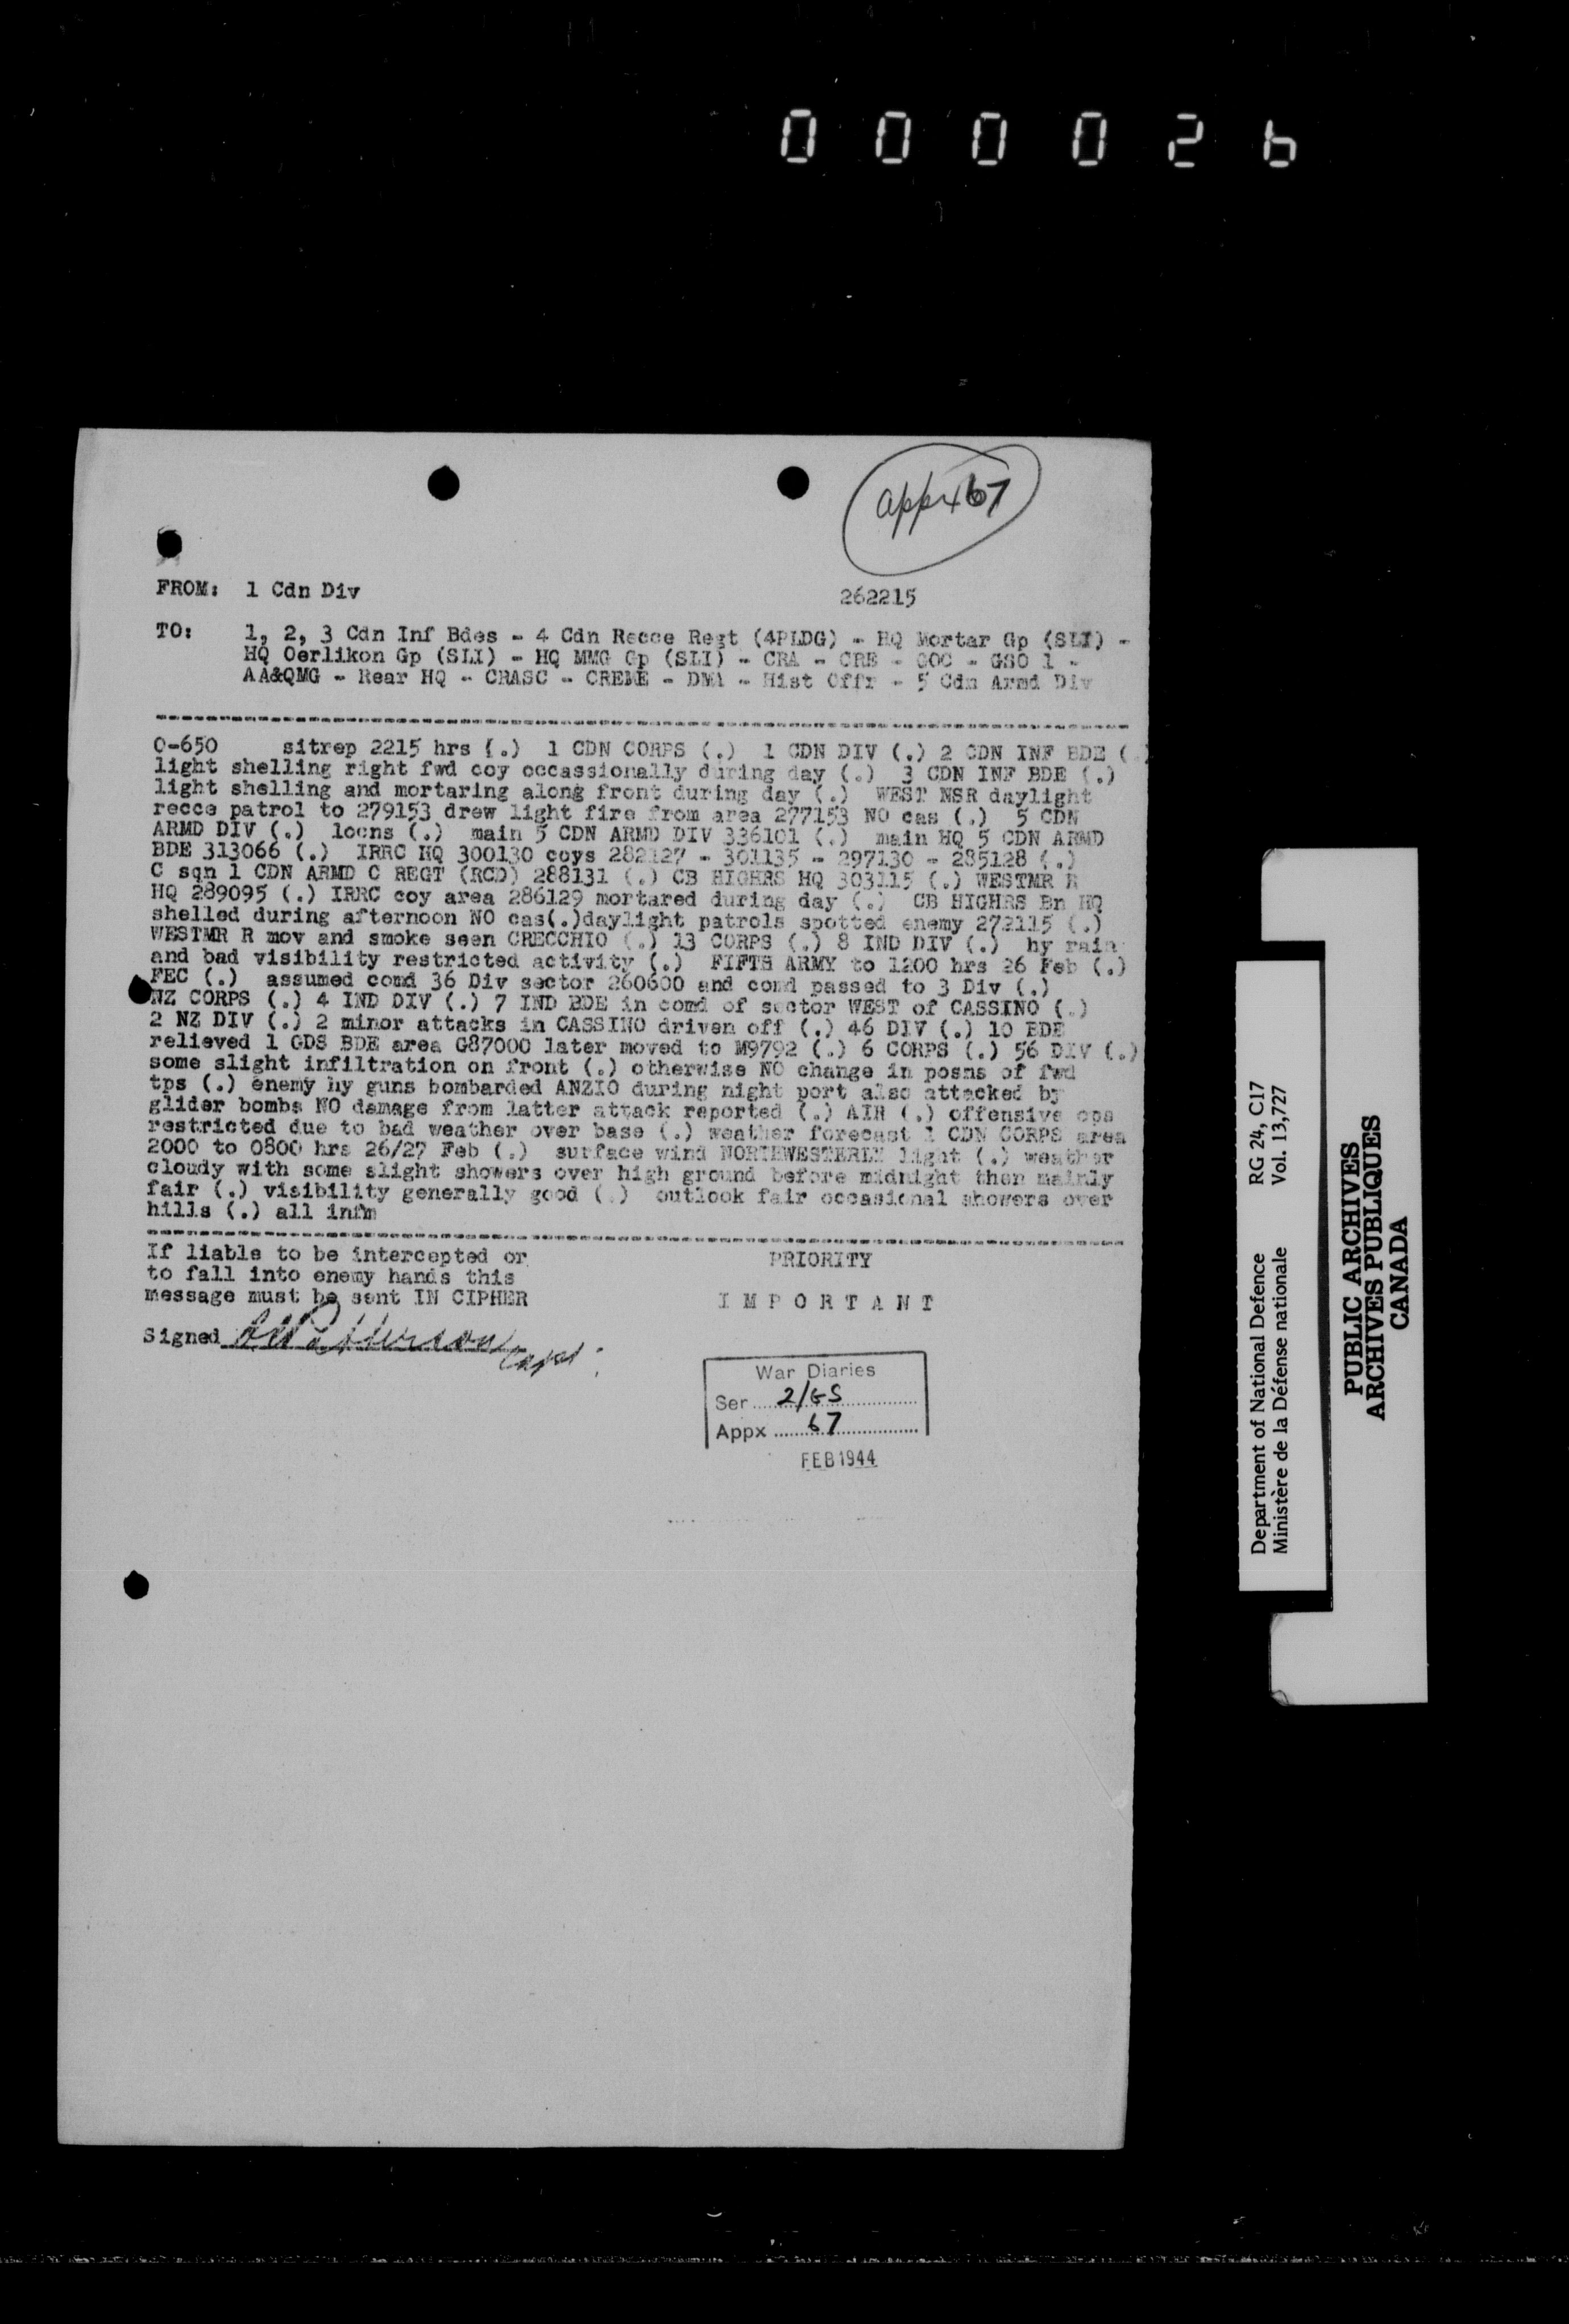 000026
appx 67
FROM: 1 Cdn Div
262215
TO: 1, 2, 3 Cdn Inf Bdes - 4 Cdn Recce Regt (4PLDG) - HQ Mortar Gp (SLI) -
HQ Oerlikon Gp (SLI) - HQ MMG Gp (SLI) - CRA - CRE - GOC - GSO 1 -
AA&QMG - Rear HQ - CRASC - CREME - - Hist Offr - 5 Cdn Armd Div
O-650 sitrep 2215 hrs (.) 1 CDN CORPS (.) 1 CDN DIV (.) 2 CDN INF BDE (.)
light shelling right fwd coy occassionally during day (.) 3 CDN INF BDE (.)
light shelling and mortaring along front during day (.) WEST NSR daylight
recce patrol to 279153 drew light fire from area 277153 NO cas (.) 5 CDN
ARMD DIV (.) locns (.) main 5 CDN ARMD DIV 336101 (.) main HQ 5 CDN ARMD
BDE 313066 (.) IRRC HQ 300130 coys 282127 - 301135 - 297130 - 285128 (.)
C sqn 1 CDN ARMD C REGT (RCD) 288131 (.) CB HIGHRS HQ 303115 (.) WESTMR R
HQ 289095 (.) IRRC coy area 286129 mortared during day (.) CB HIGHRS Bn HQ
shelled during afternoon NO cas(.)daylight patrols spotted enemy 272115 (.)
WESTMR R mov and smoke seen CRECCHIO (.) 13 CORPS (.) 8 IND DIV (.) hy rain
and bad visibility restricted activity (.) FIFTH ARMY to 1200 hrs 26 Feb (.)
FEC (.) assumed comd 36 Div sector 260600 and comd passed to 3 Div (.)
NZ CORPS (.) 4 IND DIV (.) 7 IND BDE in comd of sector WEST of CASSINO (.)
2 NZ DIV (.) 2 minor attacks in CASSINO driven off (.) 46 DIV (.) 10 BDE
relieved 1 GDS BDE area G87000 later moved to M9792 (.) 6 CORPS (.) 56 DIV (.)
some slight infiltration on front (.) otherwise NO change in posns of fwd
tps (.) enemy hy guns bombarded ANZIO during night port also attacked by
glider bombs NO damage from latter attack reported (.) AIR (.) offensive ops
restricted due to bad weather over base (.) weather forecast 1 CDN CORPS area
2000 to 0800 hrs 26/27 Feb (.) surface wind NORTHWESTERLY light (.) weather
cloudy with some slight showers over high ground before midnight then mainly
fair (.) visibility generally good (.) outlook fair occasional showers over
hills (.) all infm
If liable to be intercepted or
to fall into enemy hands this
message must be sent IN CIPHER
PRIORITY
IMPORTANT
Signed Patterson Capt.
War Diaries
Ser 2/GS
Appx 67
FEB 1944
Department of National Defence RG 24, C17
Ministère de la Défense nationale Vol. 13,727
PUBLIC ARCHIVES
ARCHIVES PUBLIQUES
CANADA